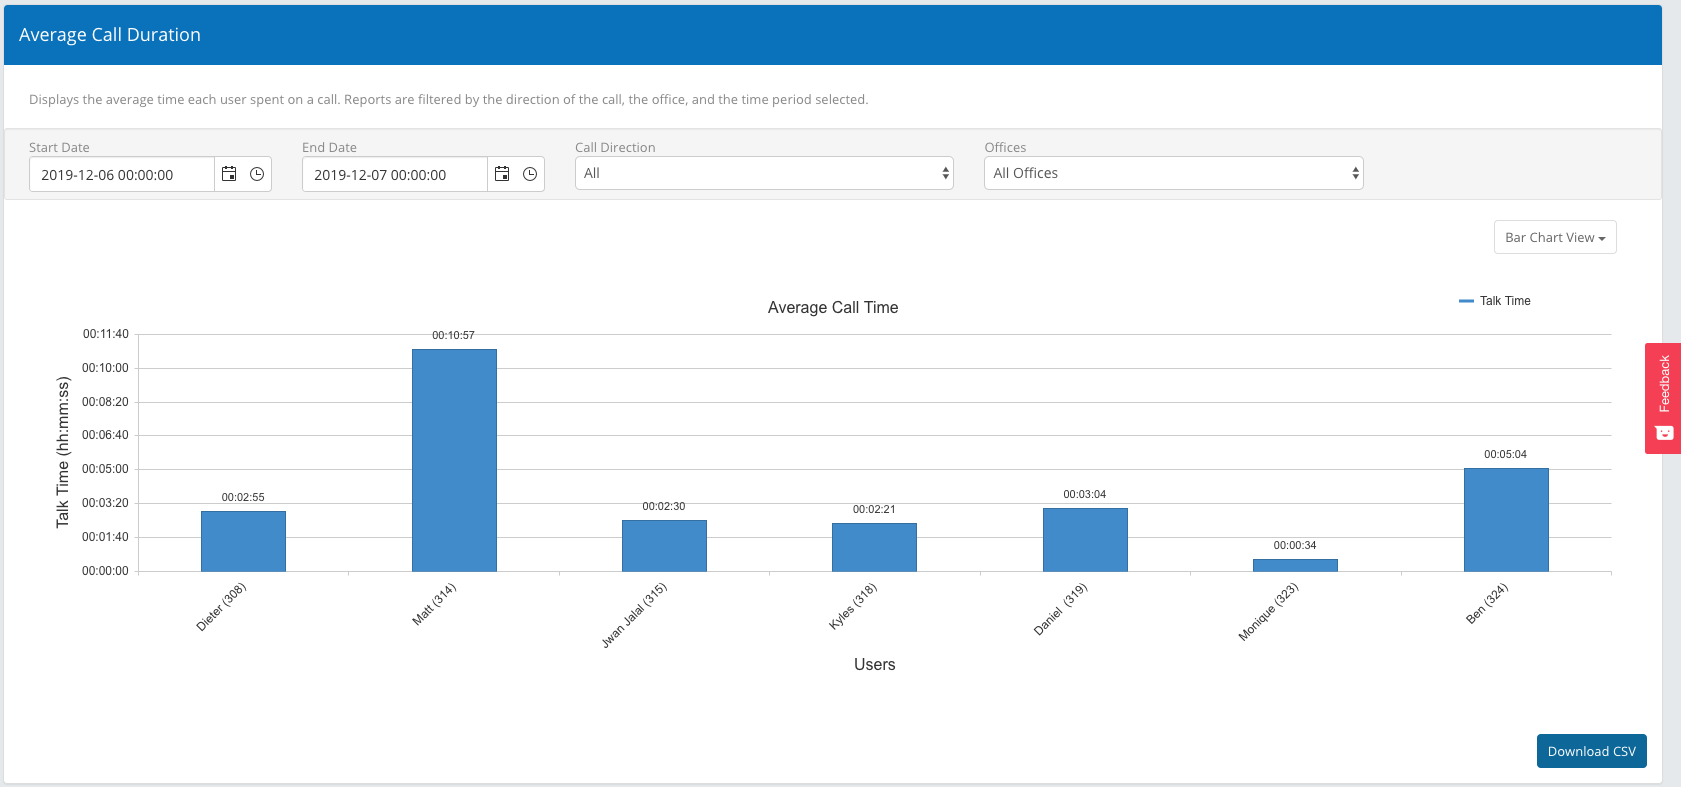 Average Call Duration
Displays the average time each user spent on a call. Reports are filtered by the direction of the call, the office, and the time period selected.
Start Date
End Date
Call Direction
Offices
2019-12-06 00:00:00
2019-12-07 00:00:00
All
All Offices
Bar Chart View
Average Call Time
Talk Time
Talk Time (hh:mm:ss)
00:11:40
00:10:00
00:08:20
00:06:40
00:05:00
00:03:20
00:01:40
00:00:00
00:02:55
00:10:57
00:02:30
00:02:21
00:03:04
00:00:34
00:05:04
Dieter (308)
Matt (314)
Jwan Jalal (315)
Kyles (318)
Daniel (319)
Monique (323)
Ben (324)
Users
Feedback
Download CSV